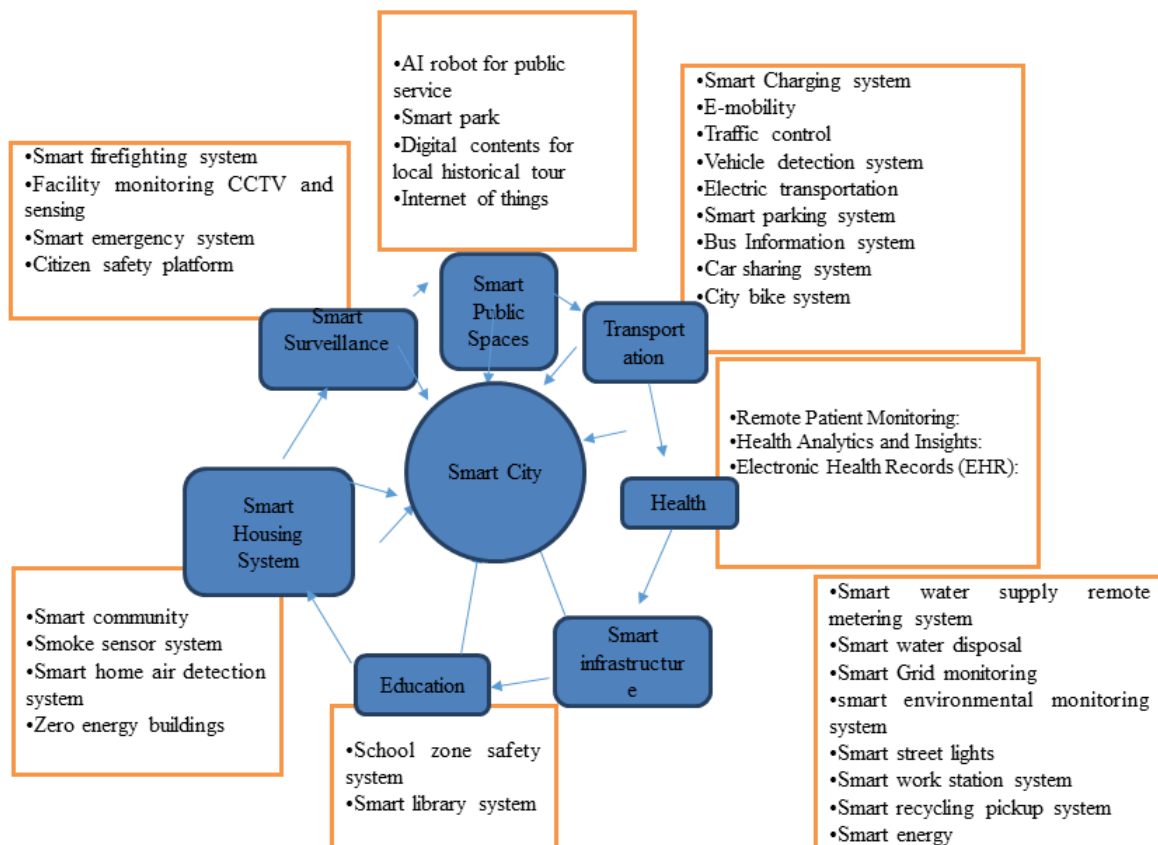 •AI robot for public
service
•Smart park
•Digital contents for
local historical tour
•Internet of things
•Smart Charging system
•E-mobility
•Traffic control
•Vehicle detection system
•Electric transportation
•Smart parking system
•Bus Information system
•Car sharing system
•City bike system
•Smart firefighting system
•Facility monitoring CCTV and
sensing
•Smart emergency system
•Citizen safety platform
Smart
Public
Spaces
Smart
Surveillance
Transport
ation
•Remote Patient Monitoring:
•Health Analytics and Insights:
•Electronic Health Records (EHR):
Smart City
Health
Smart
Housing
System
•Smart community
•Smoke sensor system
•Smart home air detection
system
•Zero energy buildings
Education
Smart
infrastructur
e
•Smart water supply remote
metering system
•Smart water disposal
•Smart Grid monitoring
•smart environmental monitoring
system
•Smart street lights
•Smart work station system
•Smart recycling pickup system
•Smart energy
•School zone safety
system
•Smart library system